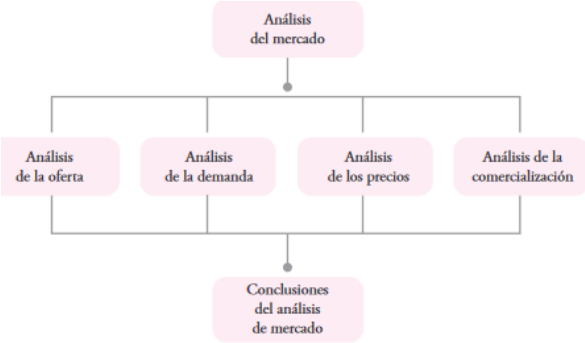 Análisis
del mercado
Análisis
de la oferta
Análisis
de la demanda
Análisis
de los precios
Análisis de la
comercialización
Conclusiones
del análisis
de mercado